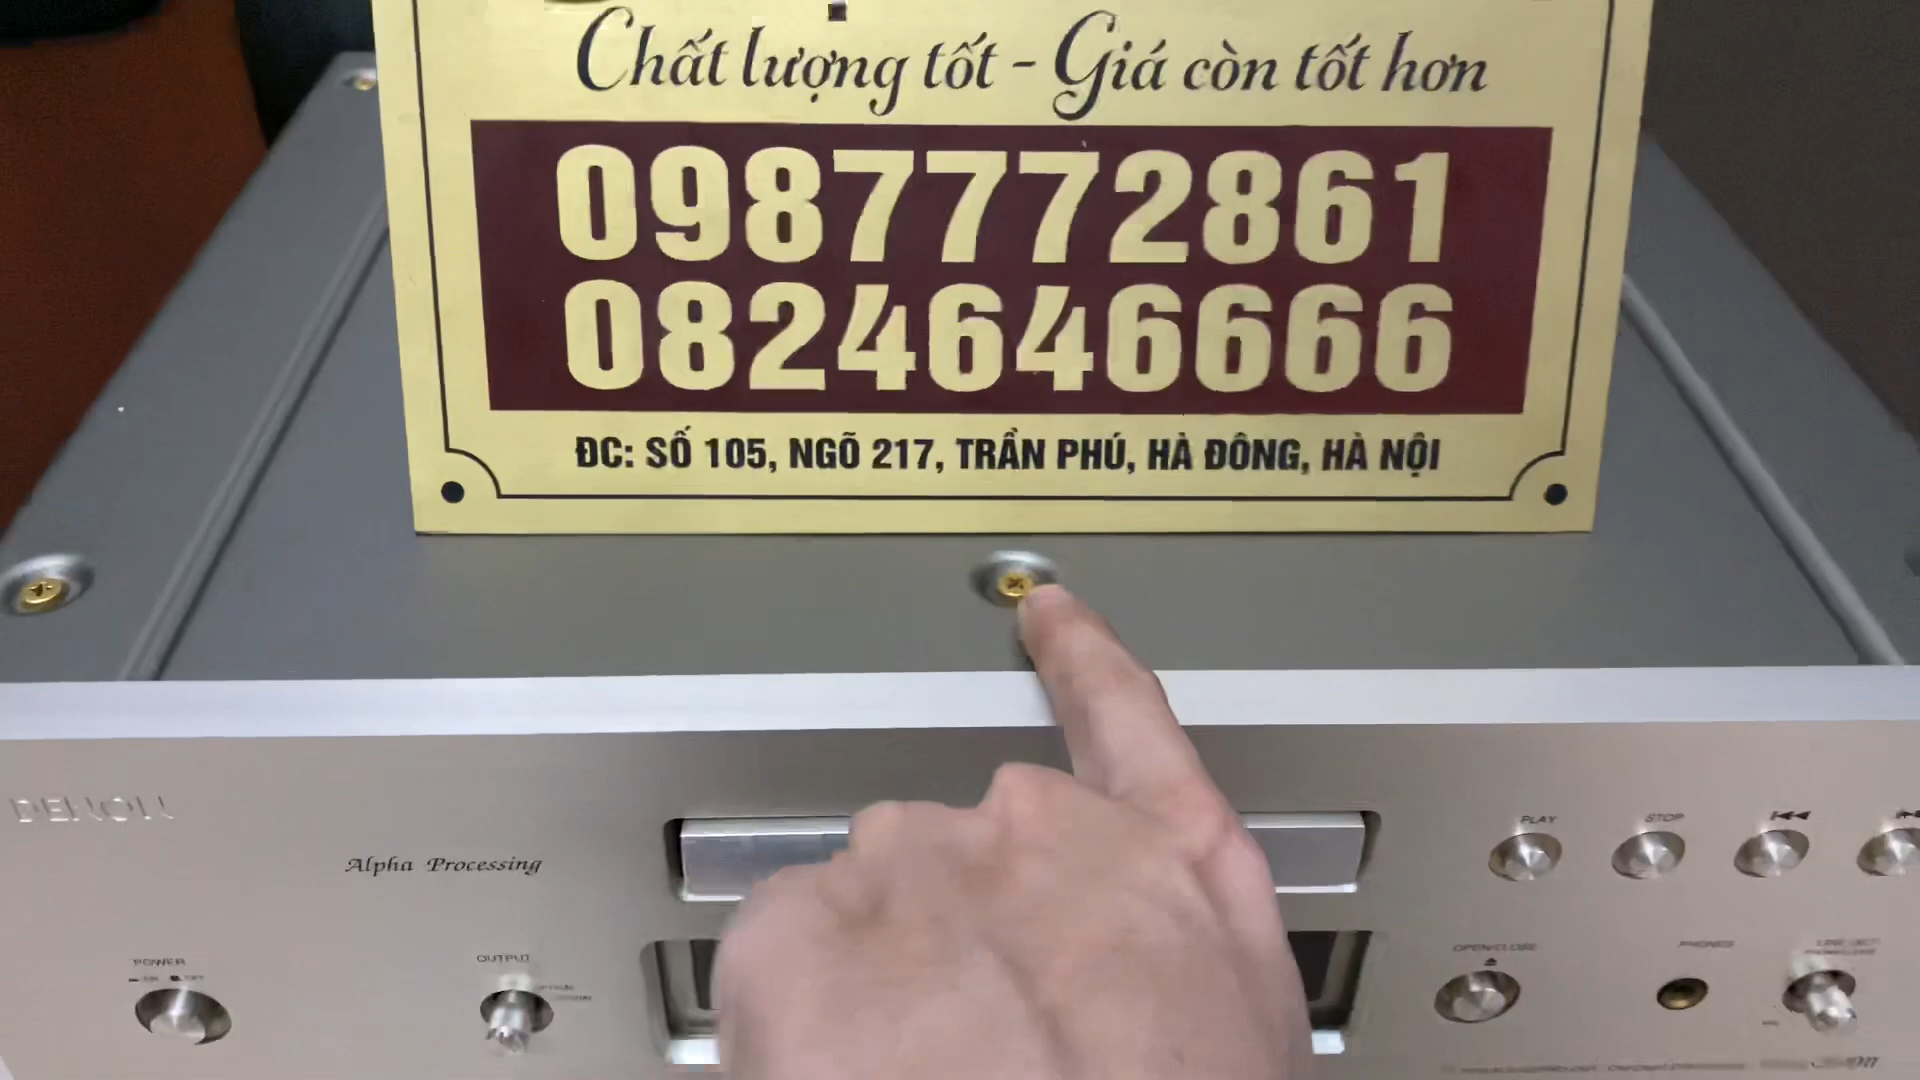 Chất lượng tốt - Giá còn tốt hơn
0987772861
0824646666
ĐC: SỐ 105, NGÕ 217, TRẦN PHÚ, HÀ ĐÔNG, HÀ NỘI
DENON
Alpha Processing
PLAY
STOP
POWER
OUTPUT
OPEN/CLOSE
PHONES